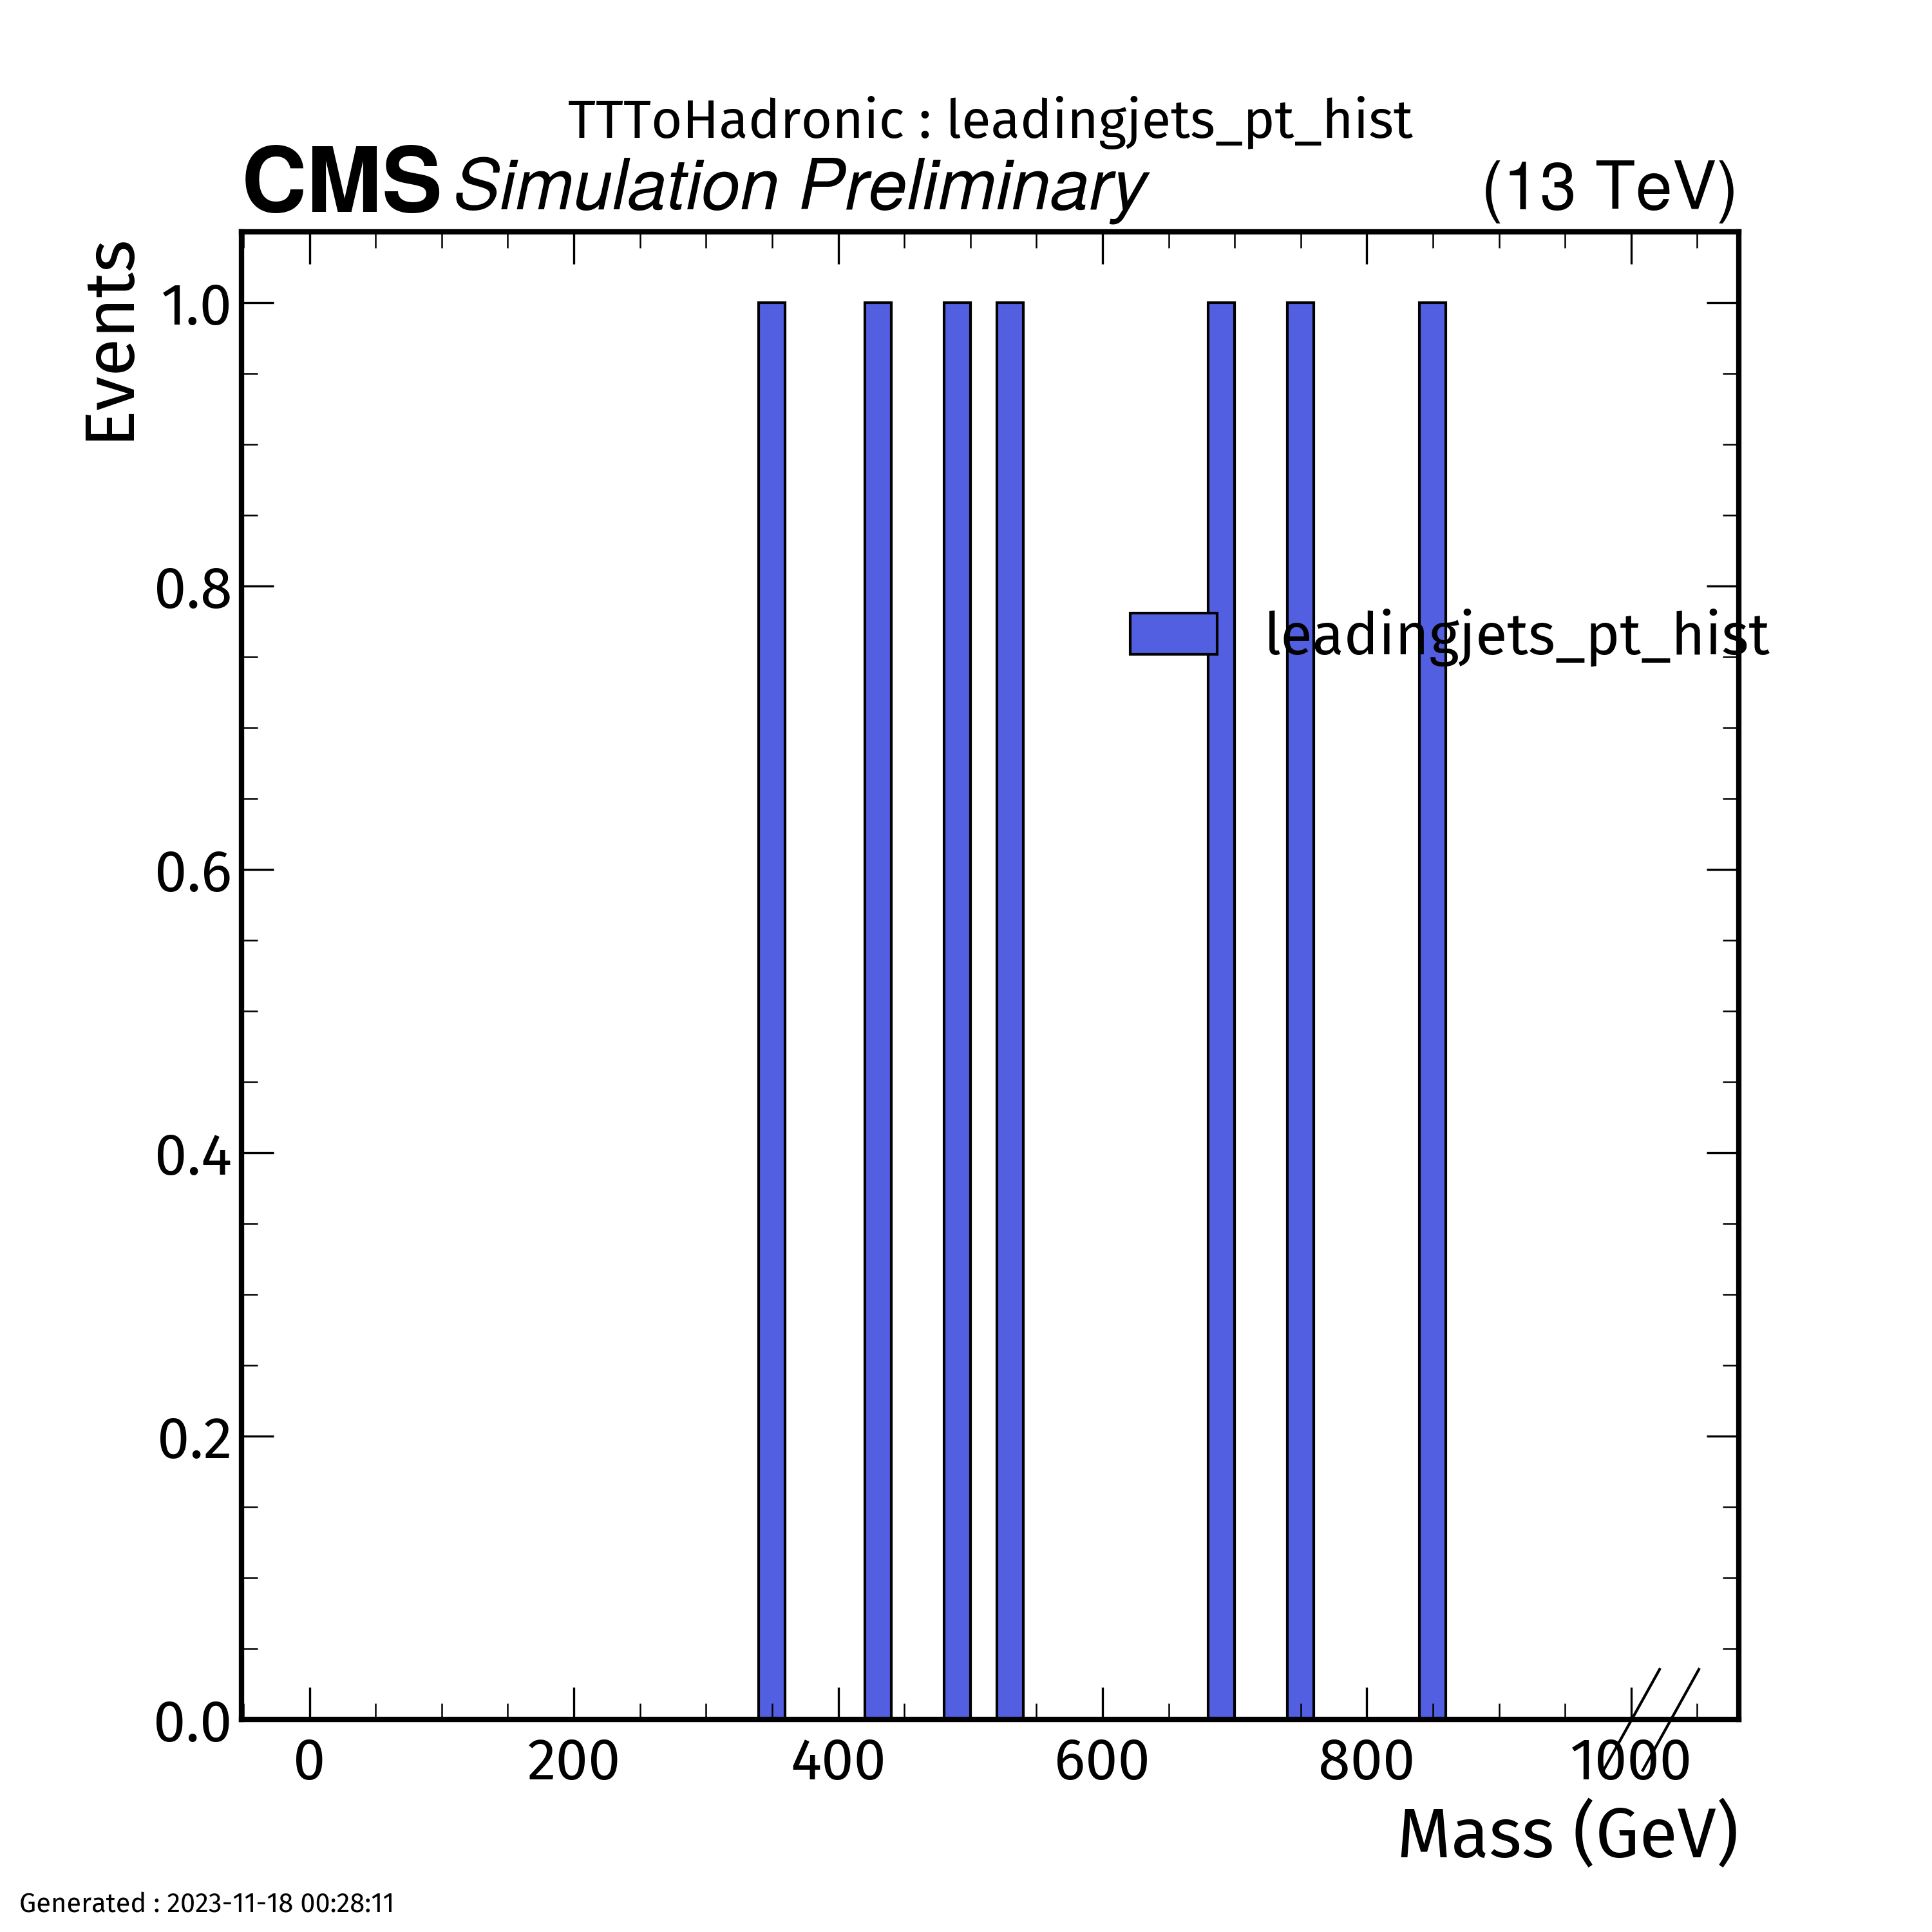 TTToHadronic : leadingjets_pt_hist
CMS Simulation Preliminary (13 TeV)
Events
1.0
0.8
0.6
0.4
0.2
0.0
leadingjets_pt_hist
0 200 400 600 800 1000
Mass (GeV)
Generated : 2023-11-18 00:28:11